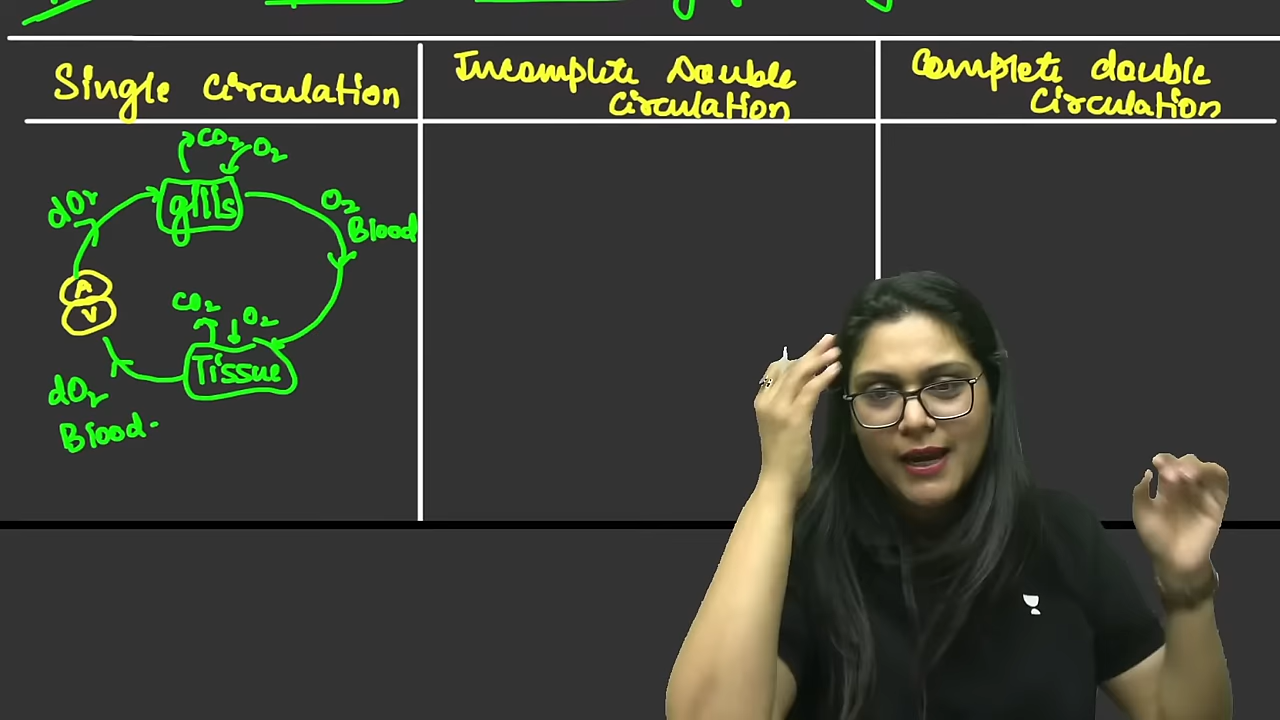 Single Circulation
Incomplete Double
Circulation
Complete double
Circulation
CO2
O2
dO2
gills
O2
Blood
A
V
CO2
O2
Tissue
dO2
Blood